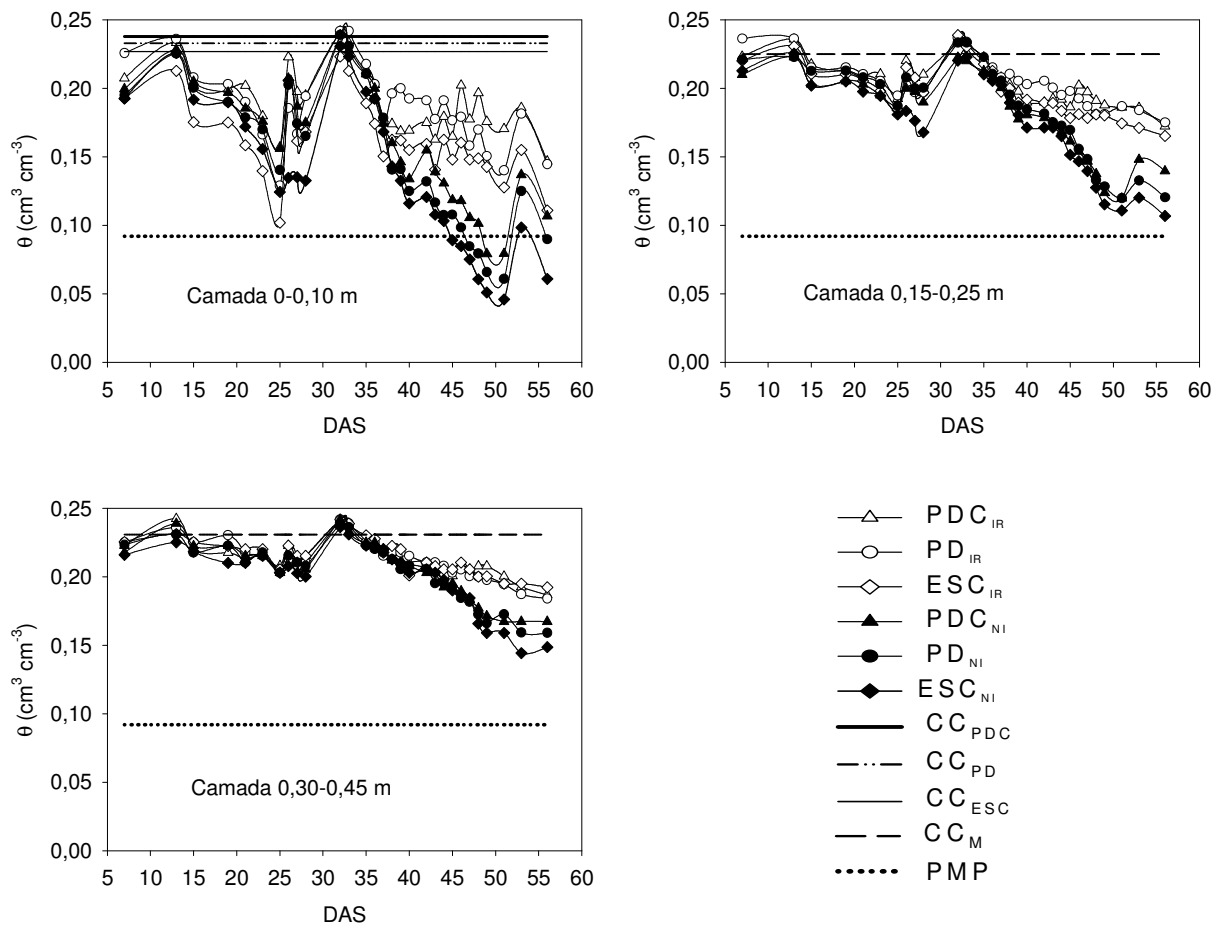 0,25
0,20
0,15
0,10
0,05
0,00
θ (cm³ cm⁻³)
Camada 0-0,10 m
5 10 15 20 25 30 35 40 45 50 55 60
DAS
0,25
0,20
0,15
0,10
0,05
0,00
θ (cm³ cm⁻³)
Camada 0,15-0,25 m
5 10 15 20 25 30 35 40 45 50 55 60
DAS
0,25
0,20
0,15
0,10
0,05
0,00
θ (cm³ cm⁻³)
Camada 0,30-0,45 m
5 10 15 20 25 30 35 40 45 50 55 60
DAS
PDC IR
PD IR
ESC IR
PDC NI
PD NI
ESC NI
CC PDC
CC PD
CC ESC
CC M
PMP